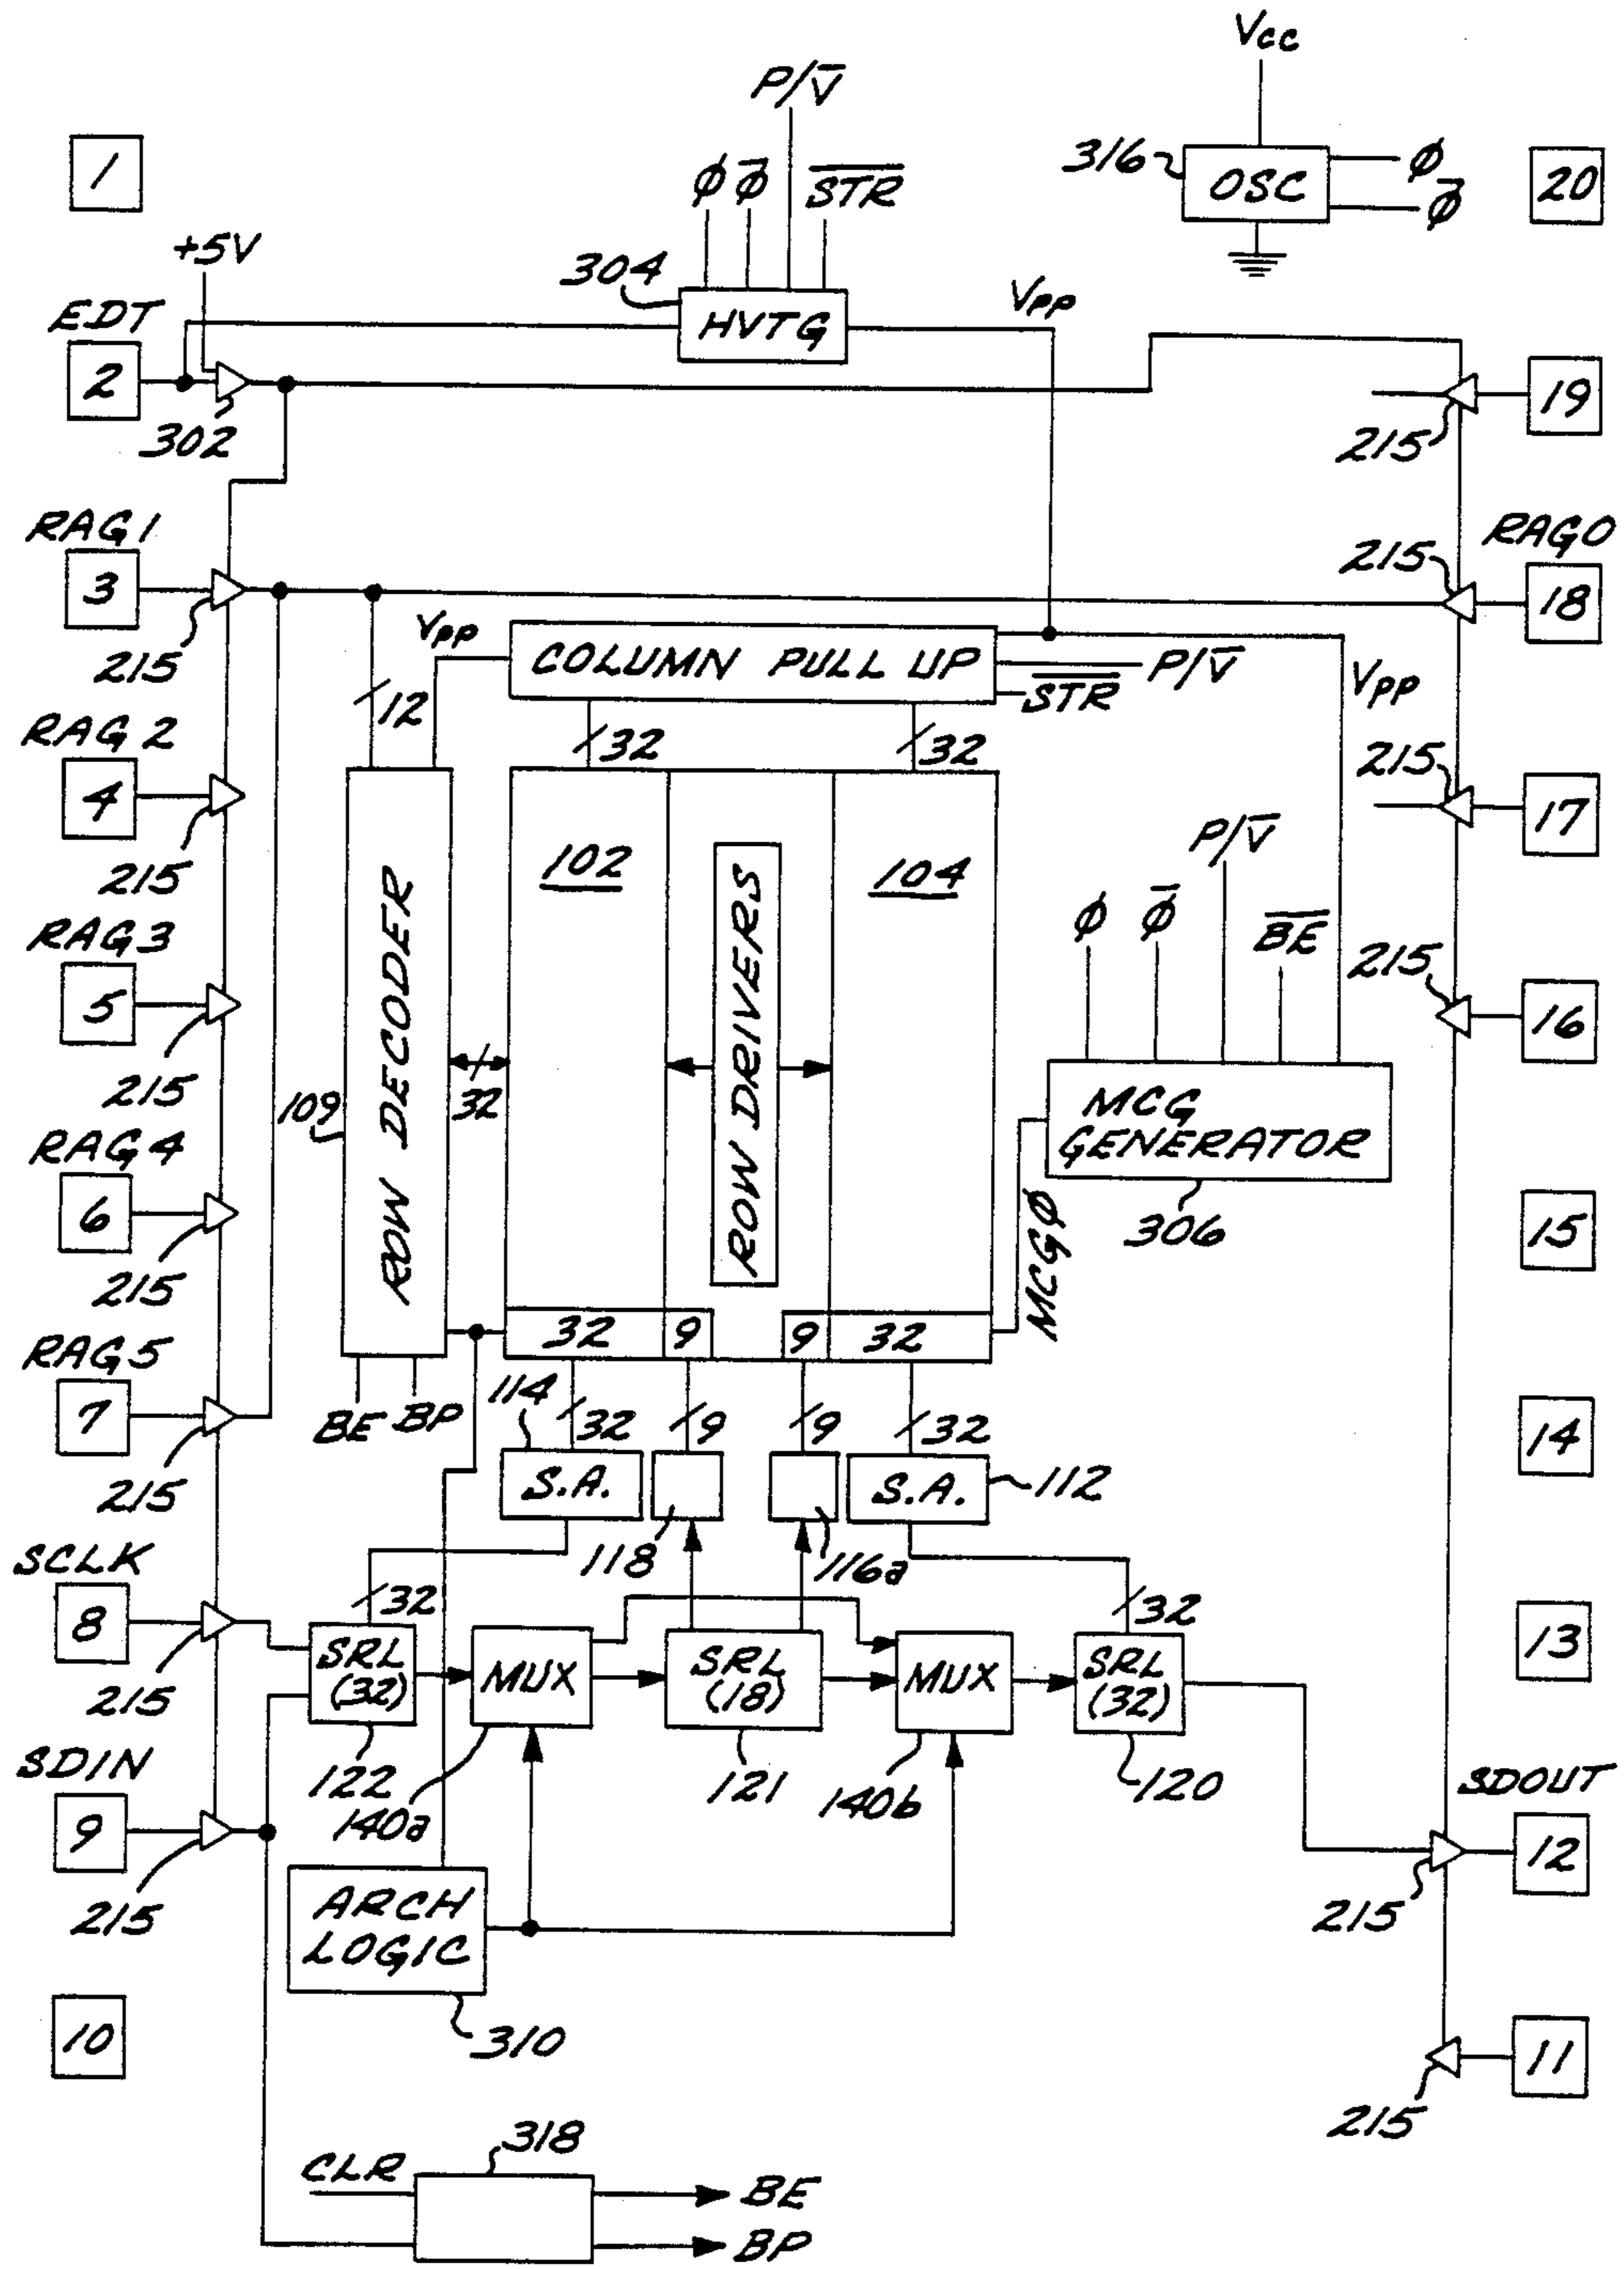 Vcc
P/V̅
1
φ φ̅ S̅T̅R̅
316
OSC
φ
φ̅
20
+5V
304
Vpp
EDT
HVTG
2
302
19
215
RAG1
RAG0
3
215
18
215
Vpp
COLUMN PULL UP
P/V̅
S̅T̅R̅
Vpp
12
RAG2
32
32
4
215
17
215
102
ROW DRIVERS
104
P/V̅
RAG3
ROW DECODER
φ φ̅
B̅E̅
5
215
16
215
109
32
MCG
GENERATOR
RAG4
6
215
306
15
MCGφ
RAG5
32
9
9
32
7
215
BE BP
114
32
9
9
32
14
S.A.
S.A.
112
118
116a
SCLK
8
215
32
32
13
SRL
(32)
MUX
SRL
(18)
MUX
SRL
(32)
SDIN
122
140a
121
140b
120
SDOUT
9
215
12
215
ARCH
LOGIC
310
10
11
215
318
CLR
BE
BP